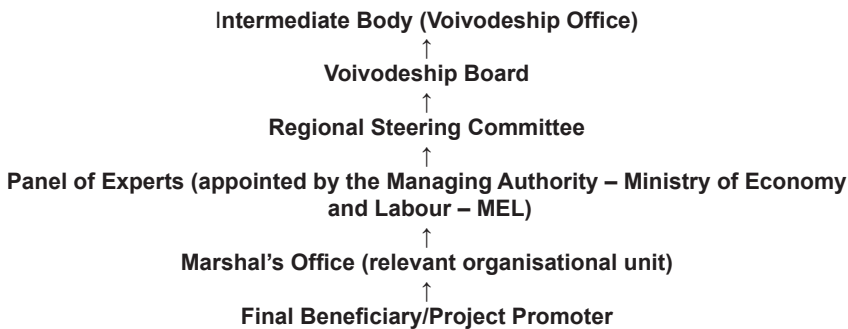 Intermediate Body (Voivodeship Office)
↑
Voivodeship Board
↑
Regional Steering Committee
↑
Panel of Experts (appointed by the Managing Authority – Ministry of Economy
and Labour – MEL)
↑
Marshal's Office (relevant organisational unit)
↑
Final Beneficiary/Project Promoter